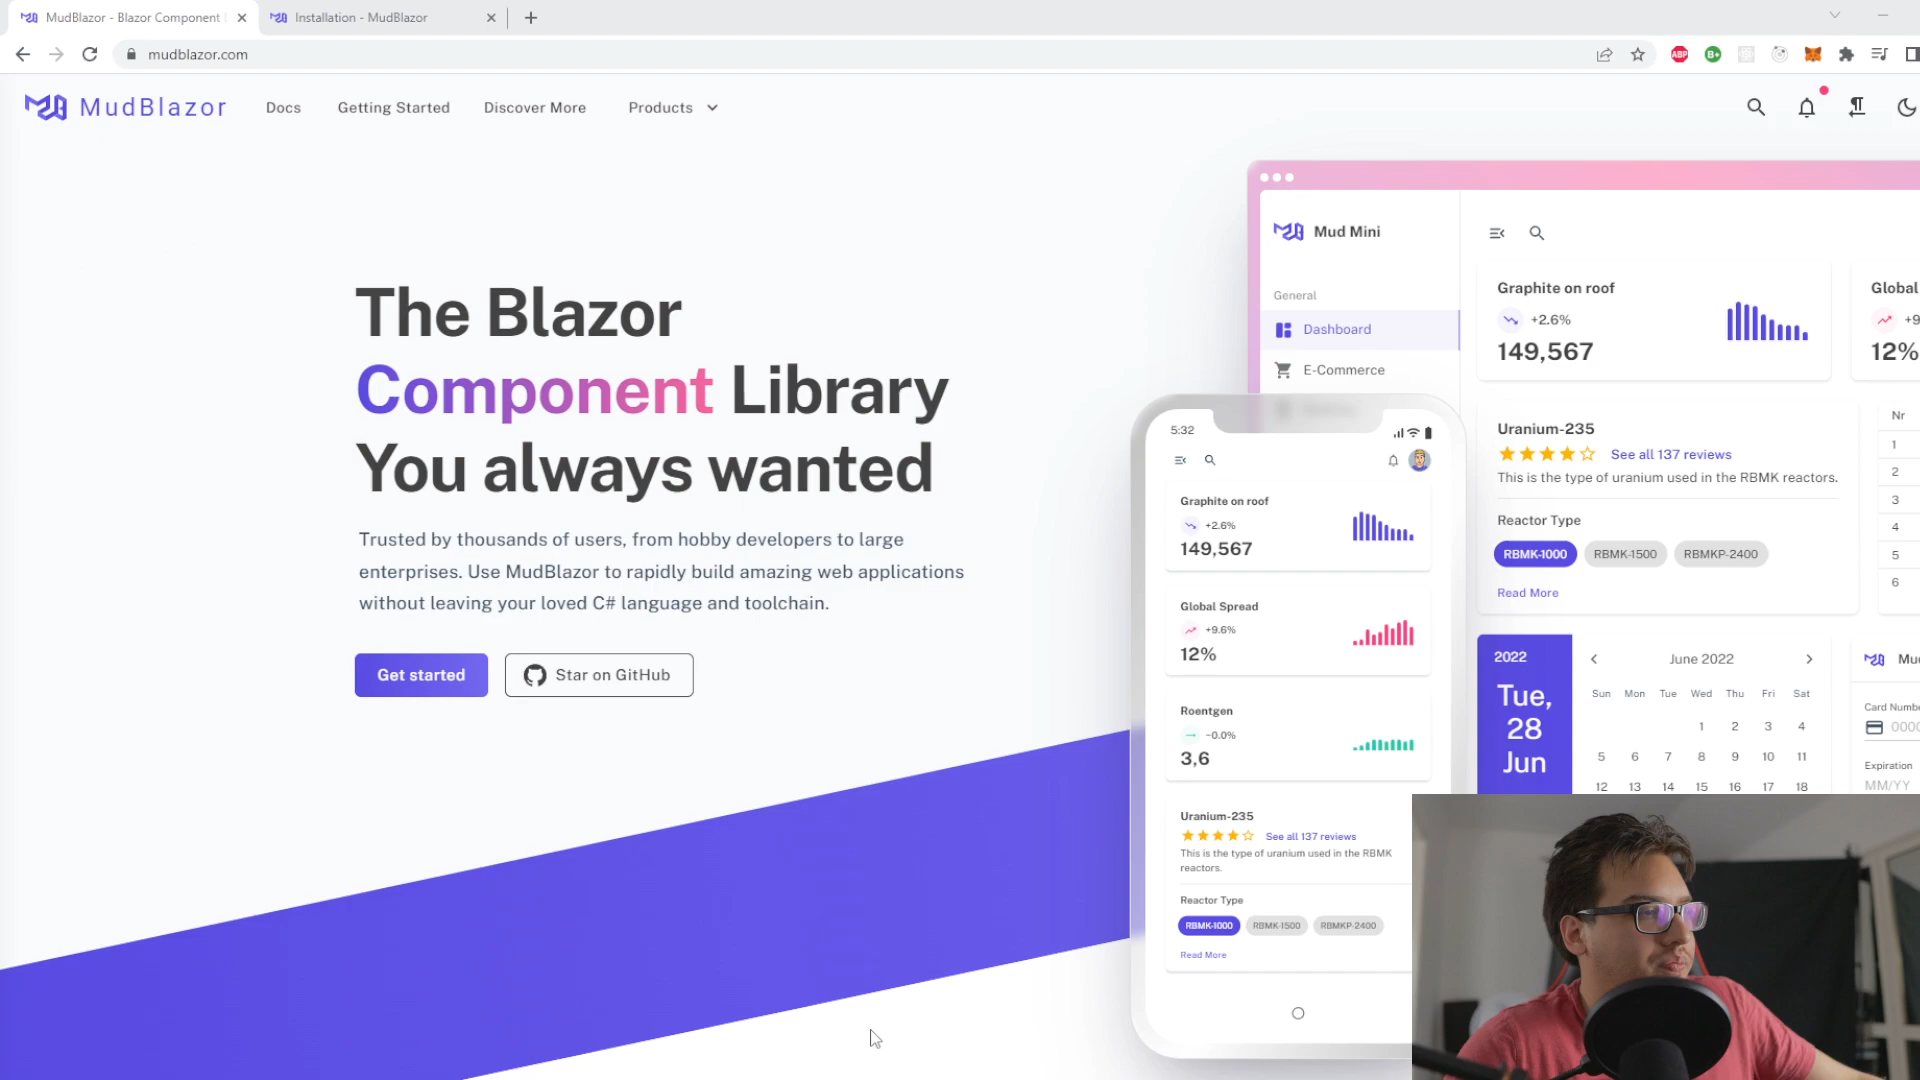 MudBlazor - Blazor Component
Installation - MudBlazor
mudblazor.com
ABP
B+
MudBlazor
Docs
Getting Started
Discover More
Products
The Blazor
Component Library
You always wanted
Trusted by thousands of users, from hobby developers to large
enterprises. Use MudBlazor to rapidly build amazing web applications
without leaving your loved C# language and toolchain.
Get started
Star on GitHub
Mud Mini
General
Dashboard
E-Commerce
Graphite on roof
+2.6%
149,567
Global
+9
12%
Uranium-235
See all 137 reviews
This is the type of uranium used in the RBMK reactors.
Reactor Type
RBMK-1000 RBMK-1500 RBMKP-2400
Read More
Nr
1
2
3
4
5
6
2022
Tue,
28
Jun
June 2022
Sun Mon Tue Wed Thu Fri Sat
1 2 3 4
5 6 7 8 9 10 11
12 13 14 15 16 17 18
Mu
Card Numbe
0000
Expiration
MM/YY
5:32
Graphite on roof
+2.6%
149,567
Global Spread
+9.6%
12%
Roentgen
−0.0%
3,6
Uranium-235
See all 137 reviews
This is the type of uranium used in the RBMK
reactors.
Reactor Type
RBMK-1000 RBMK-1500 RBMKP-2400
Read More